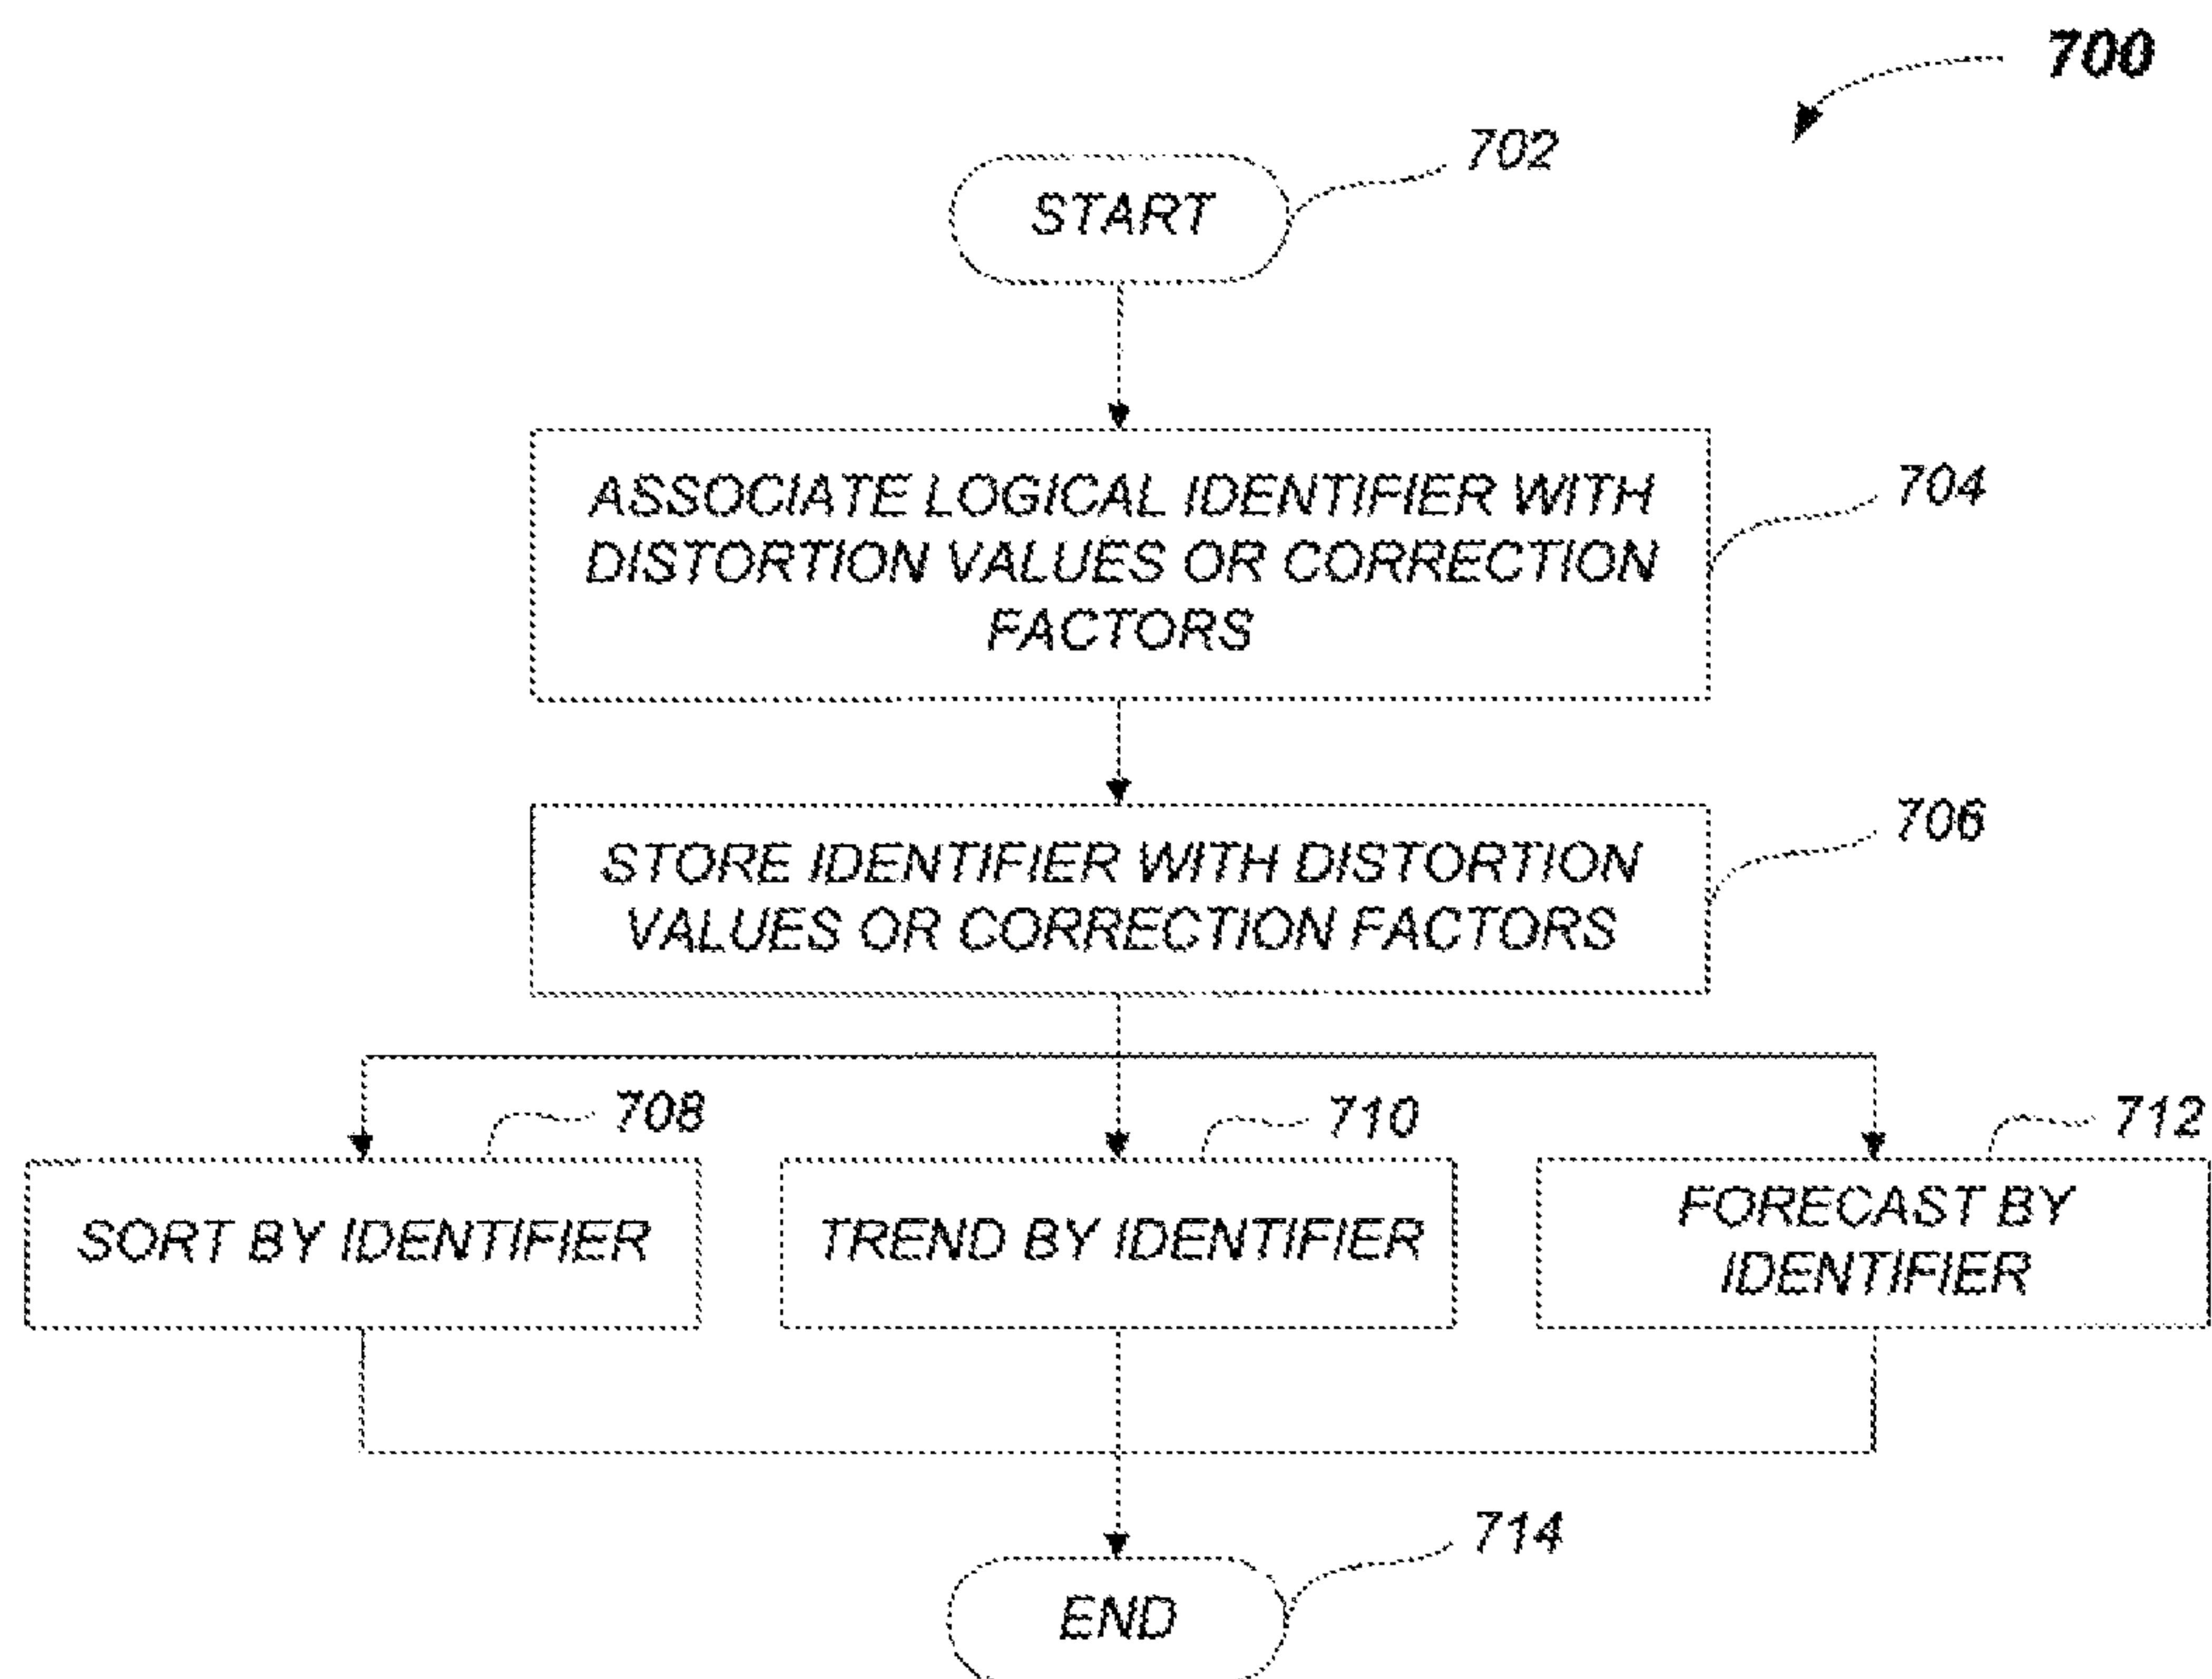 700
702
START
ASSOCIATE LOGICAL IDENTIFIER WITH
DISTORTION VALUES OR CORRECTION
FACTORS
704
STORE IDENTIFIER WITH DISTORTION
VALUES OR CORRECTION FACTORS
706
708
710
712
SORT BY IDENTIFIER
TREND BY IDENTIFIER
FORECAST BY
IDENTIFIER
714
END